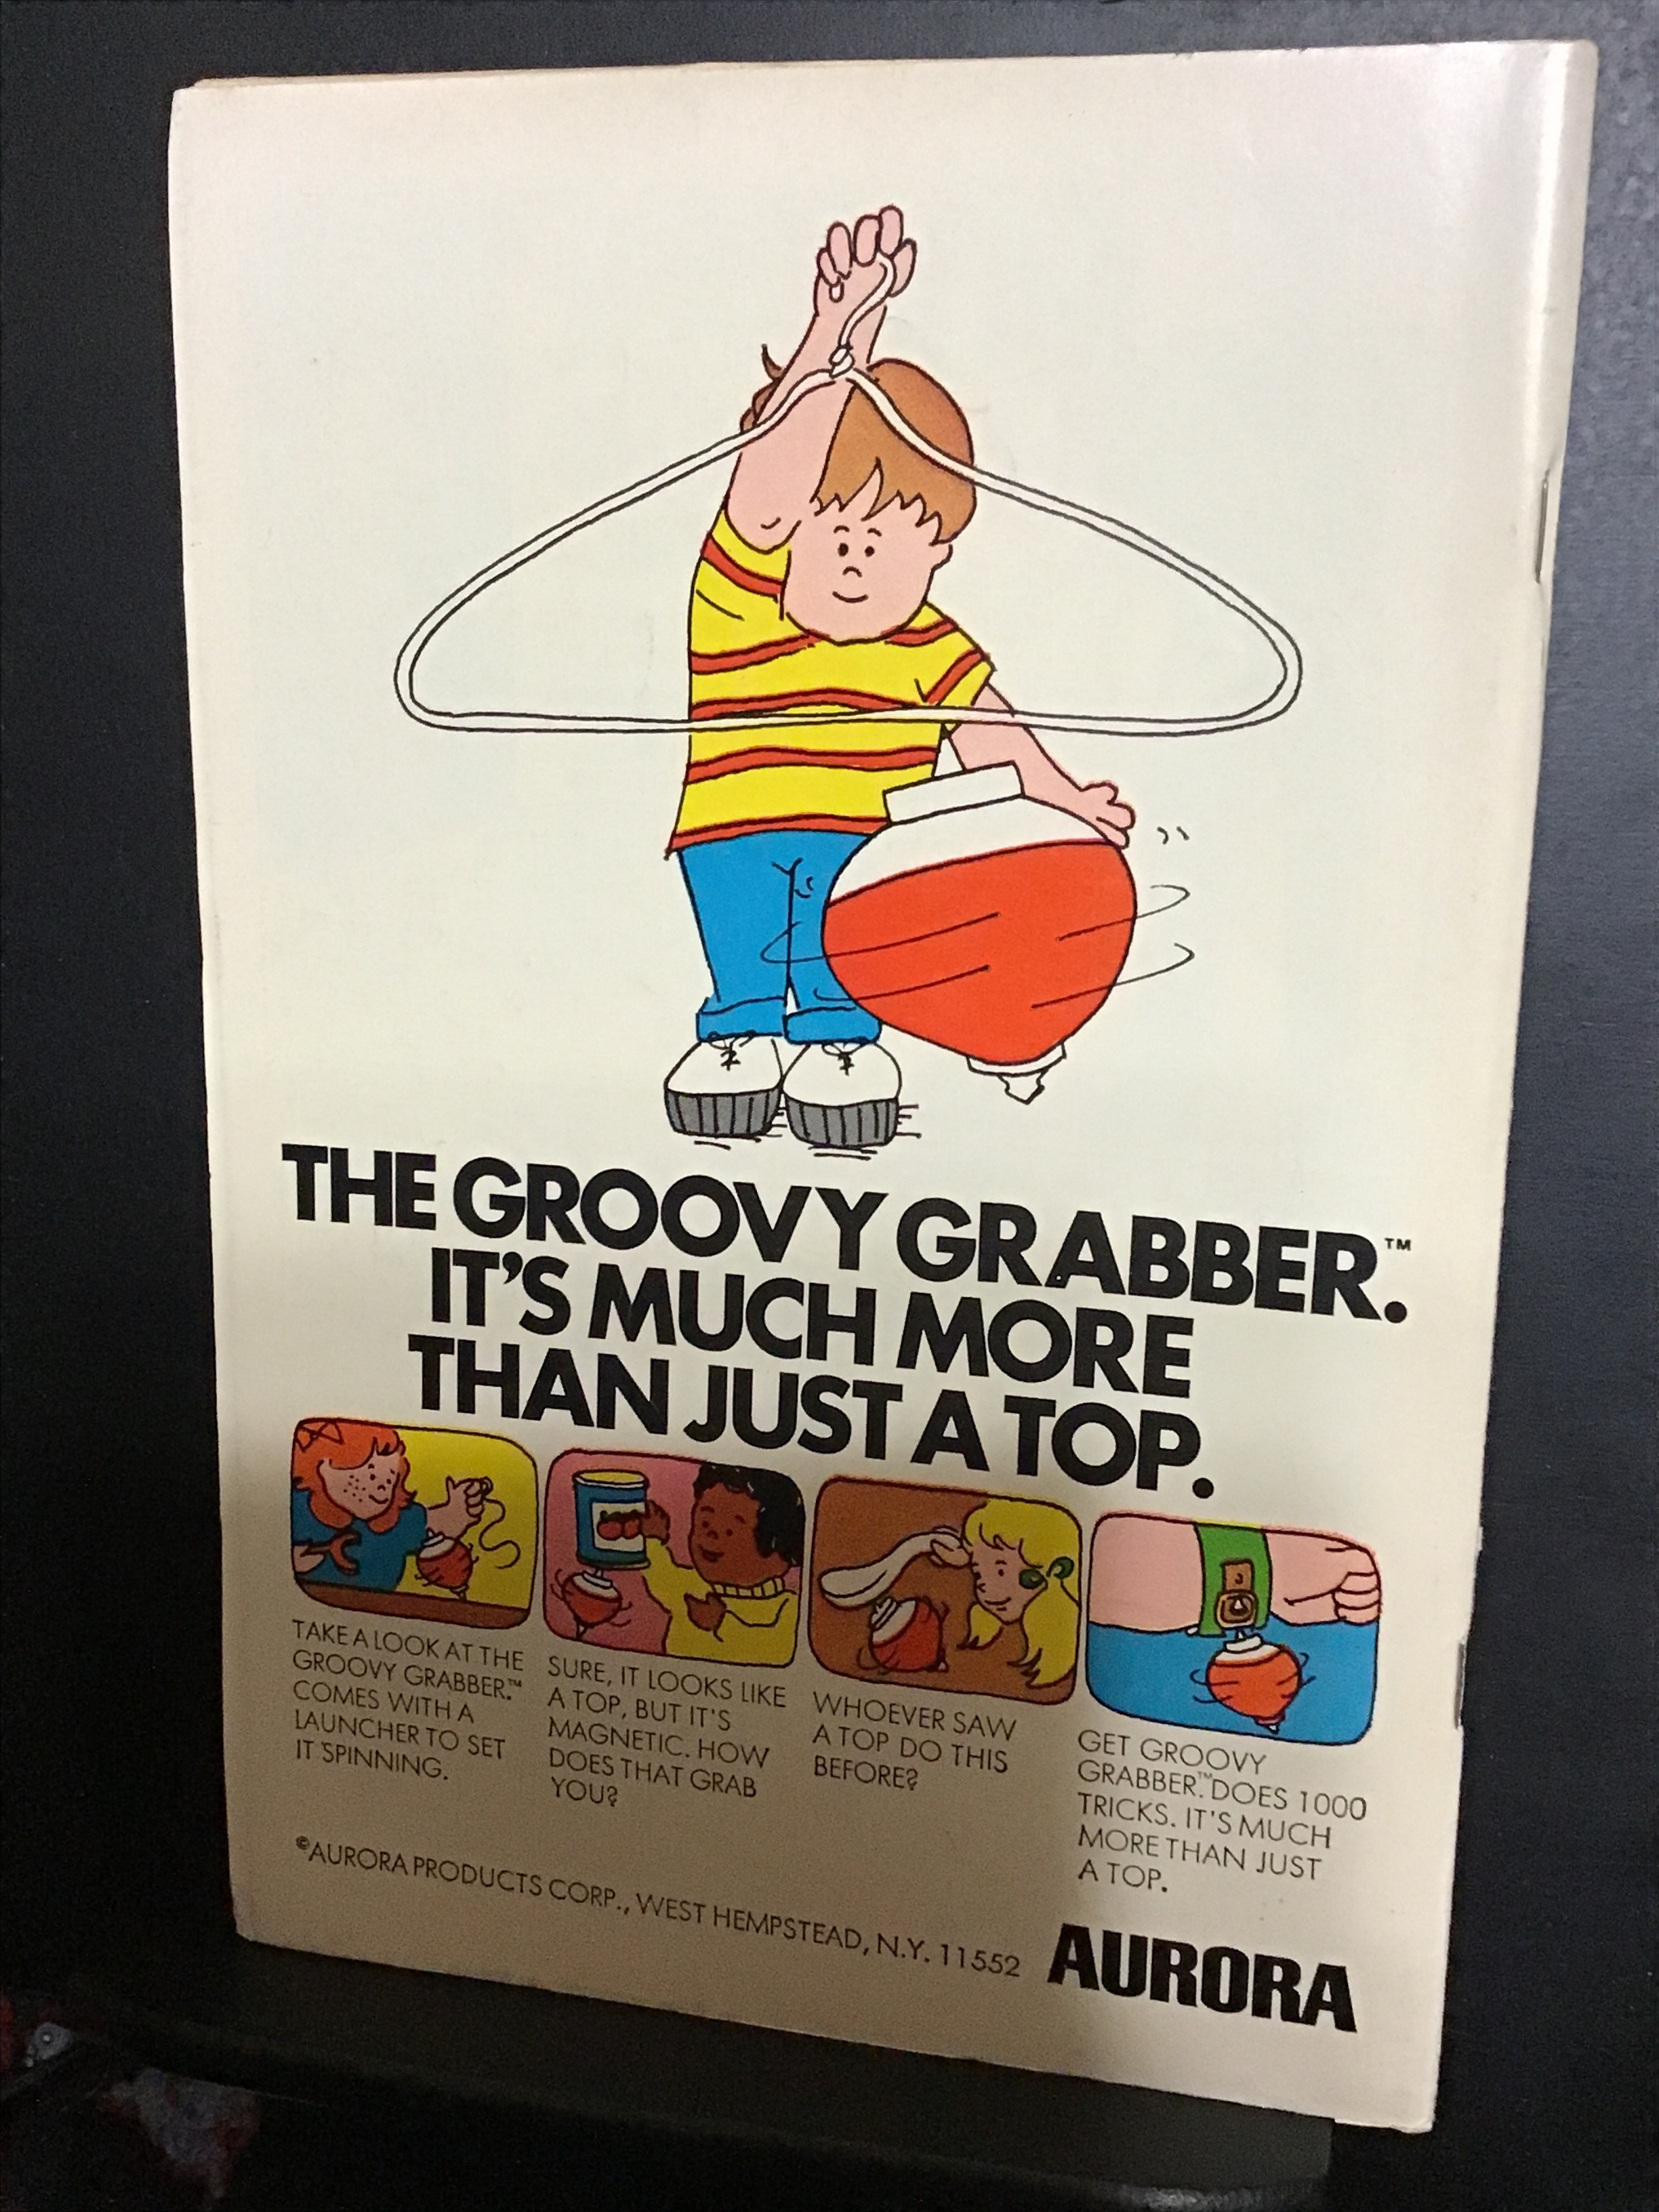 THE GROOVY GRABBER.™
IT'S MUCH MORE
THAN JUST A TOP.
TAKE A LOOK AT THE
GROOVY GRABBER.™
COMES WITH A
LAUNCHER TO SET
IT SPINNING.
SURE, IT LOOKS LIKE
A TOP, BUT IT'S
MAGNETIC. HOW
DOES THAT GRAB
YOU?
WHOEVER SAW
A TOP DO THIS
BEFORE?
GET GROOVY
GRABBER.™ DOES 1000
TRICKS. IT'S MUCH
MORE THAN JUST
A TOP.
©AURORA PRODUCTS CORP., WEST HEMPSTEAD, N.Y. 11552
AURORA